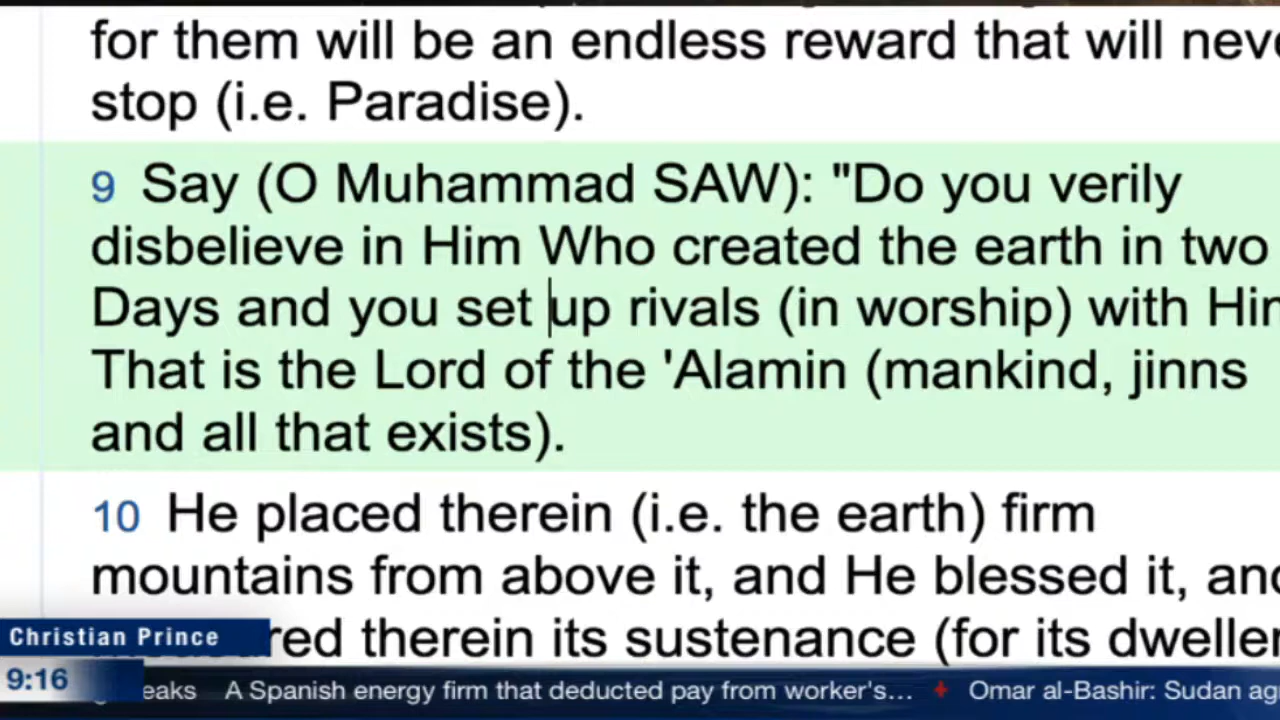 for them will be an endless reward that will neve
stop (i.e. Paradise).
9 Say (O Muhammad SAW): "Do you verily
disbelieve in Him Who created the earth in two
Days and you set up rivals (in worship) with Him
That is the Lord of the 'Alamin (mankind, jinns
and all that exists).
10 He placed therein (i.e. the earth) firm
mountains from above it, and He blessed it, and
red therein its sustenance (for its dweller
Christian Prince
9:16
eaks A Spanish energy firm that deducted pay from worker's... Omar al-Bashir: Sudan ag